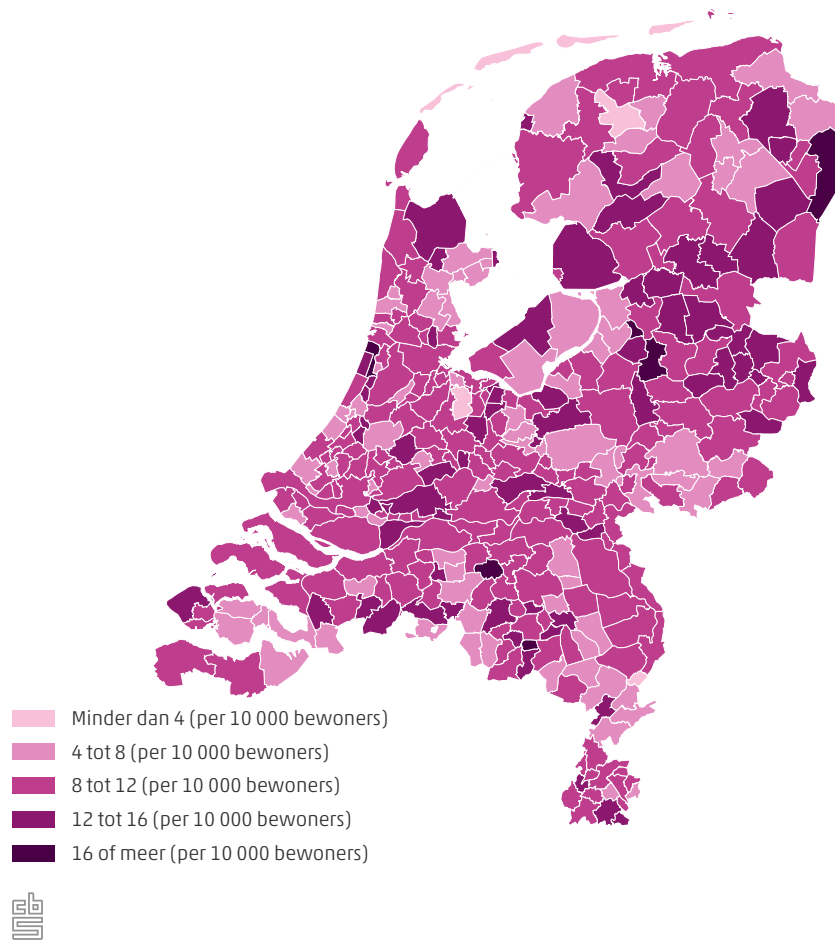 Minder dan 4 (per 10 000 bewoners)
4 tot 8 (per 10 000 bewoners)
8 tot 12 (per 10 000 bewoners)
12 tot 16 (per 10 000 bewoners)
16 of meer (per 10 000 bewoners)
cbs